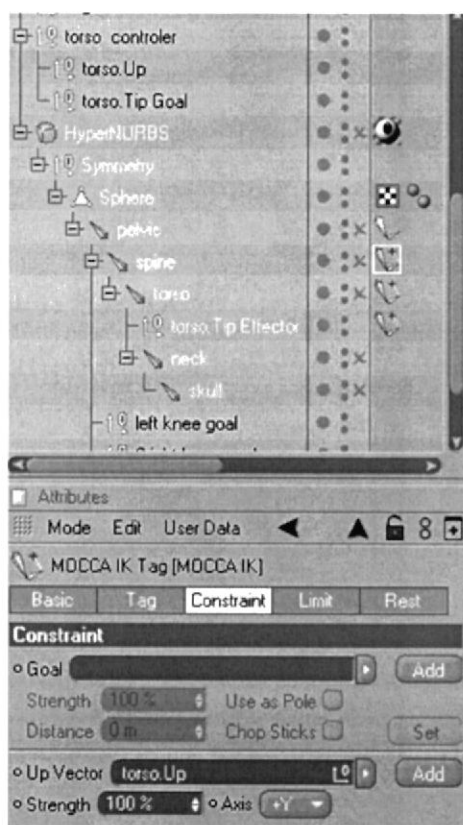 torso controler
torso.Up
torso.Tip Goal
HyperNURBS
Symmetry
Sphere
pelvis
spine
torso
torso.Tip Effector
neck
skull
left knee goal
Attributes
Mode Edit User Data
MOCCA IK Tag [MOCCA IK]
Basic Tag Constraint Limit Rest
Constraint
Goal Add
Strength 100 % Use as Pole
Distance 0 m Chop Sticks Set
Up Vector torso.Up Add
Strength 100 % Axis +Y